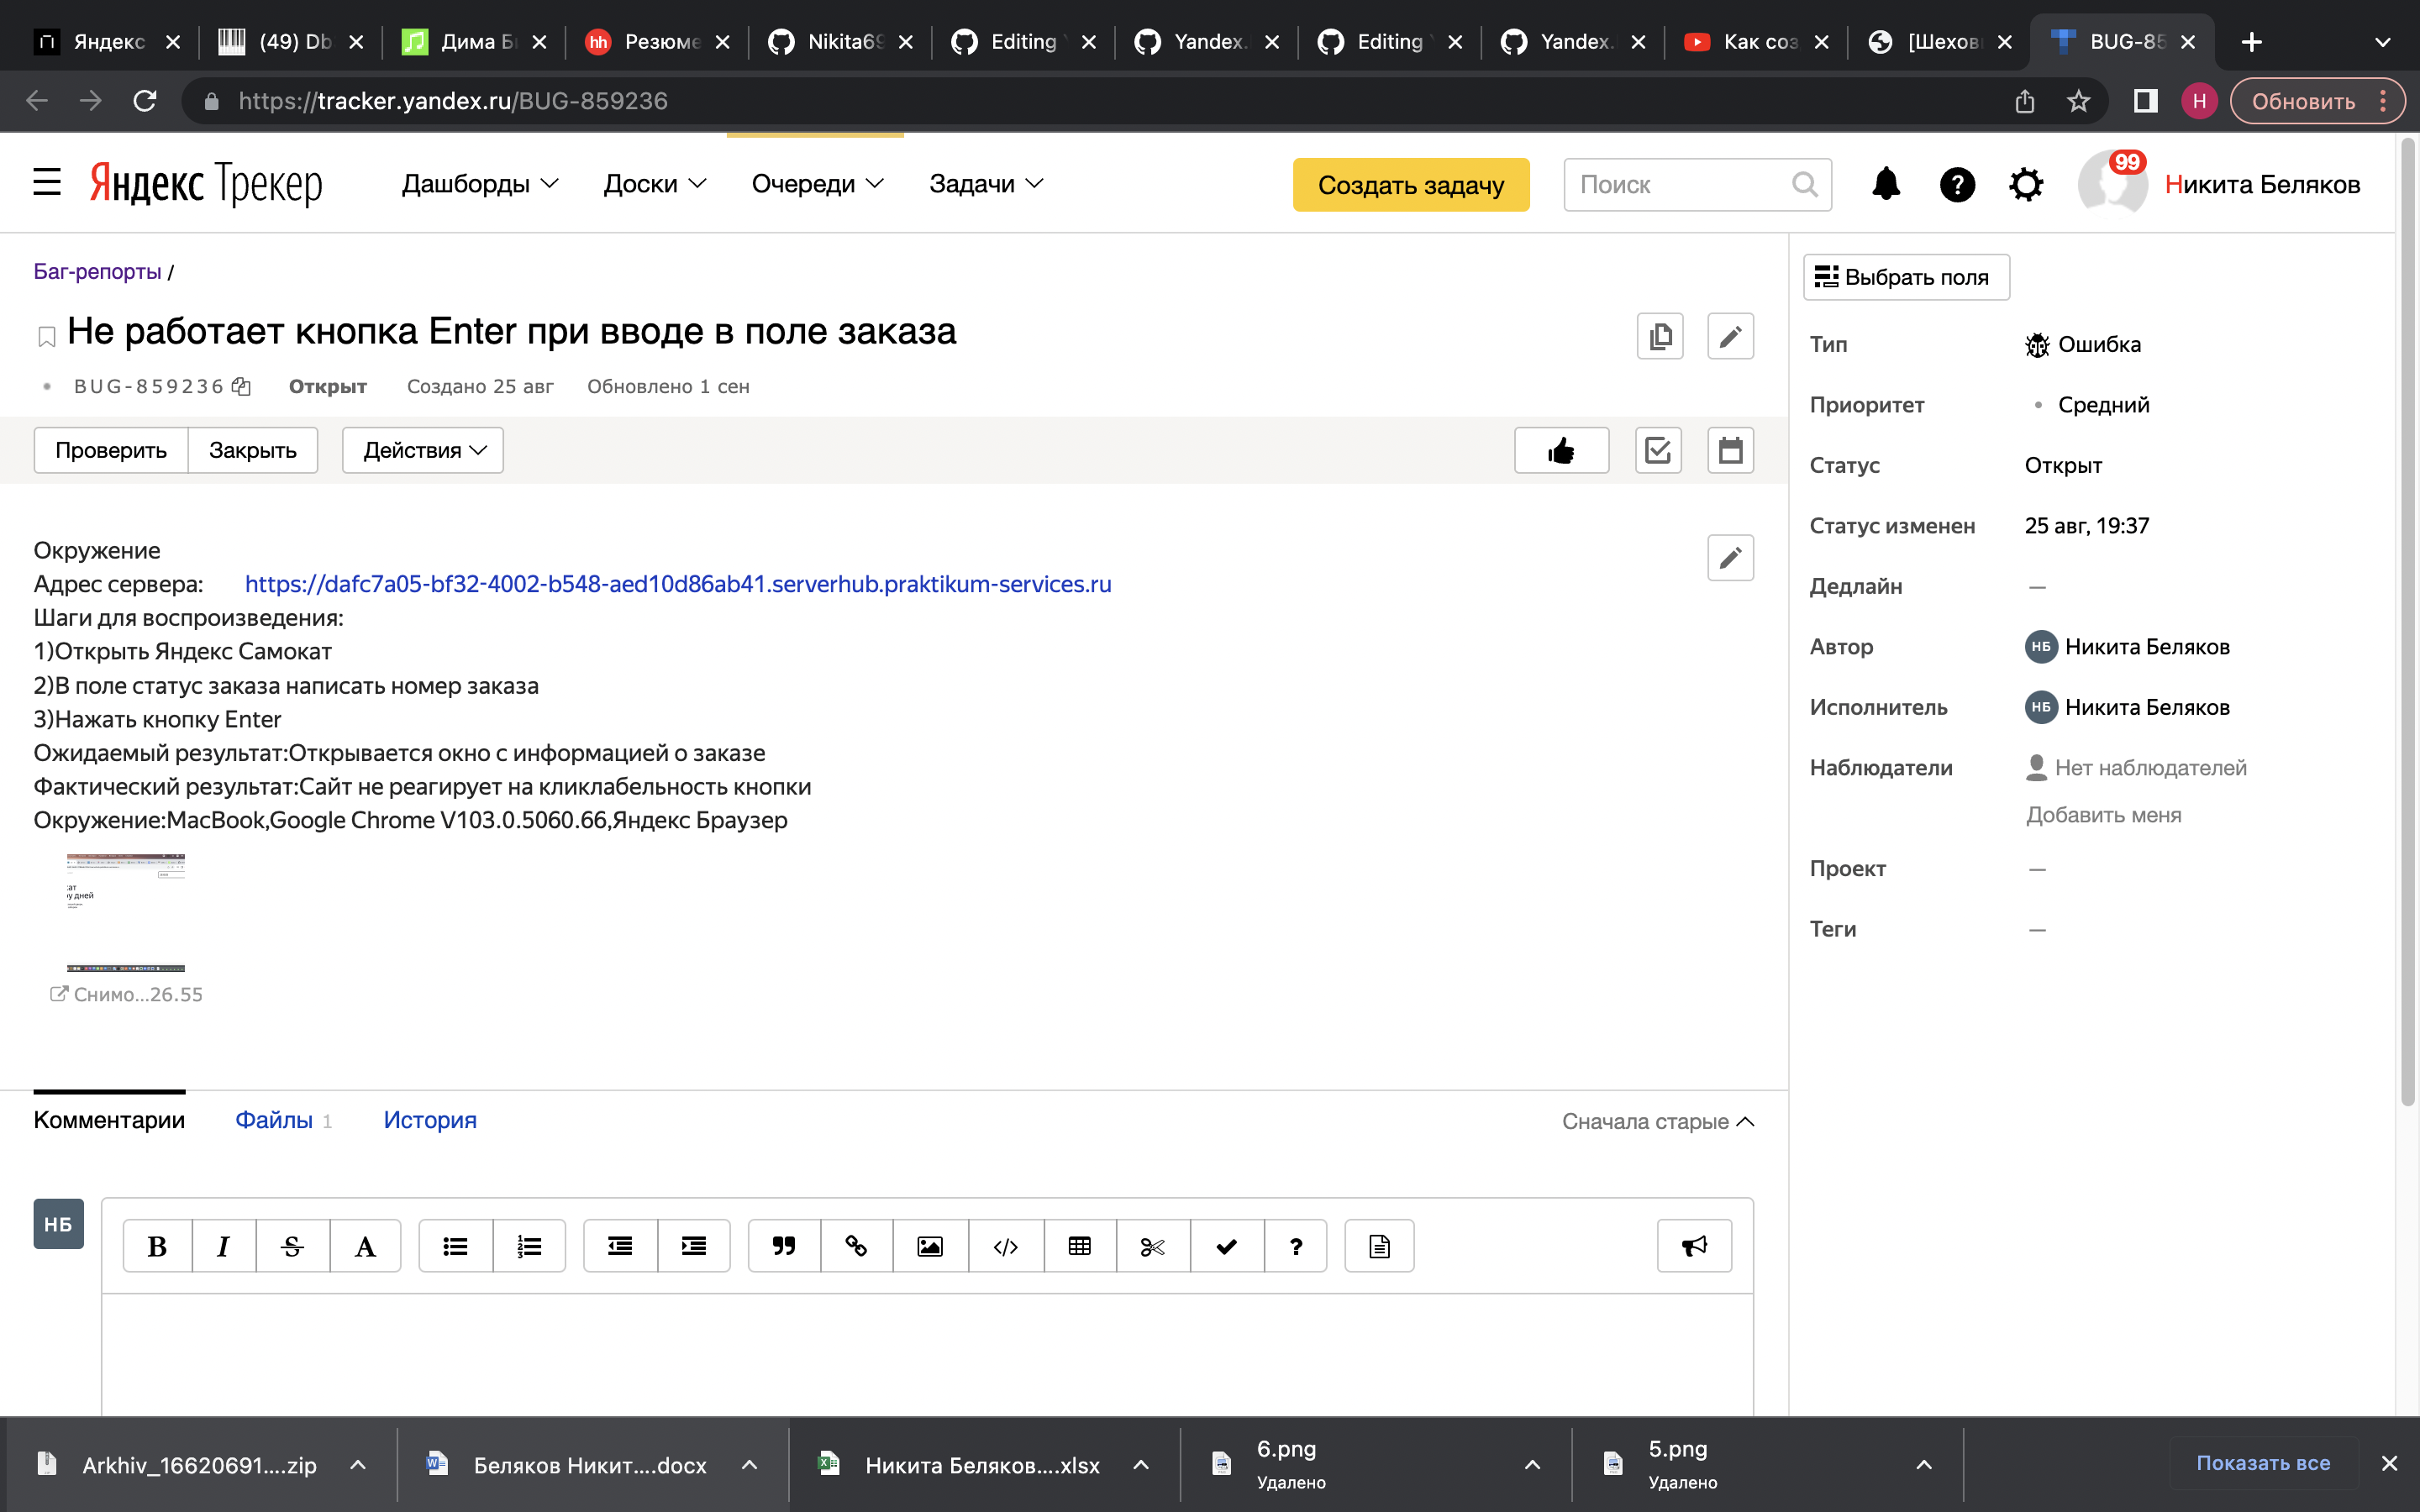 Яндекс
(49) Db
Дима Б
Резюме
Nikita69
Editing
Yandex.
Editing
Yandex.
Как соз
[Шехов
BUG-85
https://tracker.yandex.ru/BUG-859236
Н
Обновить
Яндекс Трекер
Дашборды
Доски
Очереди
Задачи
Создать задачу
Поиск
99
Никита Беляков
Баг-репорты /
Не работает кнопка Enter при вводе в поле заказа
BUG-859236
Открыт
Создано 25 авг
Обновлено 1 сен
Проверить
Закрыть
Действия
Окружение
Адрес сервера: https://dafc7a05-bf32-4002-b548-aed10d86ab41.serverhub.praktikum-services.ru
Шаги для воспроизведения:
1)Открыть Яндекс Самокат
2)В поле статус заказа написать номер заказа
3)Нажать кнопку Enter
Ожидаемый результат:Открывается окно с информацией о заказе
Фактический результат:Сайт не реагирует на кликлабельность кнопки
Окружение:MacBook,Google Chrome V103.0.5060.66,Яндекс Браузер
кат
у дней
Снимо...26.55
Комментарии
Файлы 1
История
Сначала старые
НБ
B I S A
?
Выбрать поля
Тип Ошибка
Приоритет Средний
Статус Открыт
Статус изменен 25 авг, 19:37
Дедлайн —
Автор НБ Никита Беляков
Исполнитель НБ Никита Беляков
Наблюдатели Нет наблюдателей
Добавить меня
Проект —
Теги —
Arkhiv_16620691....zip
Беляков Никит....docx
Никита Беляков....xlsx
6.png
Удалено
5.png
Удалено
Показать все